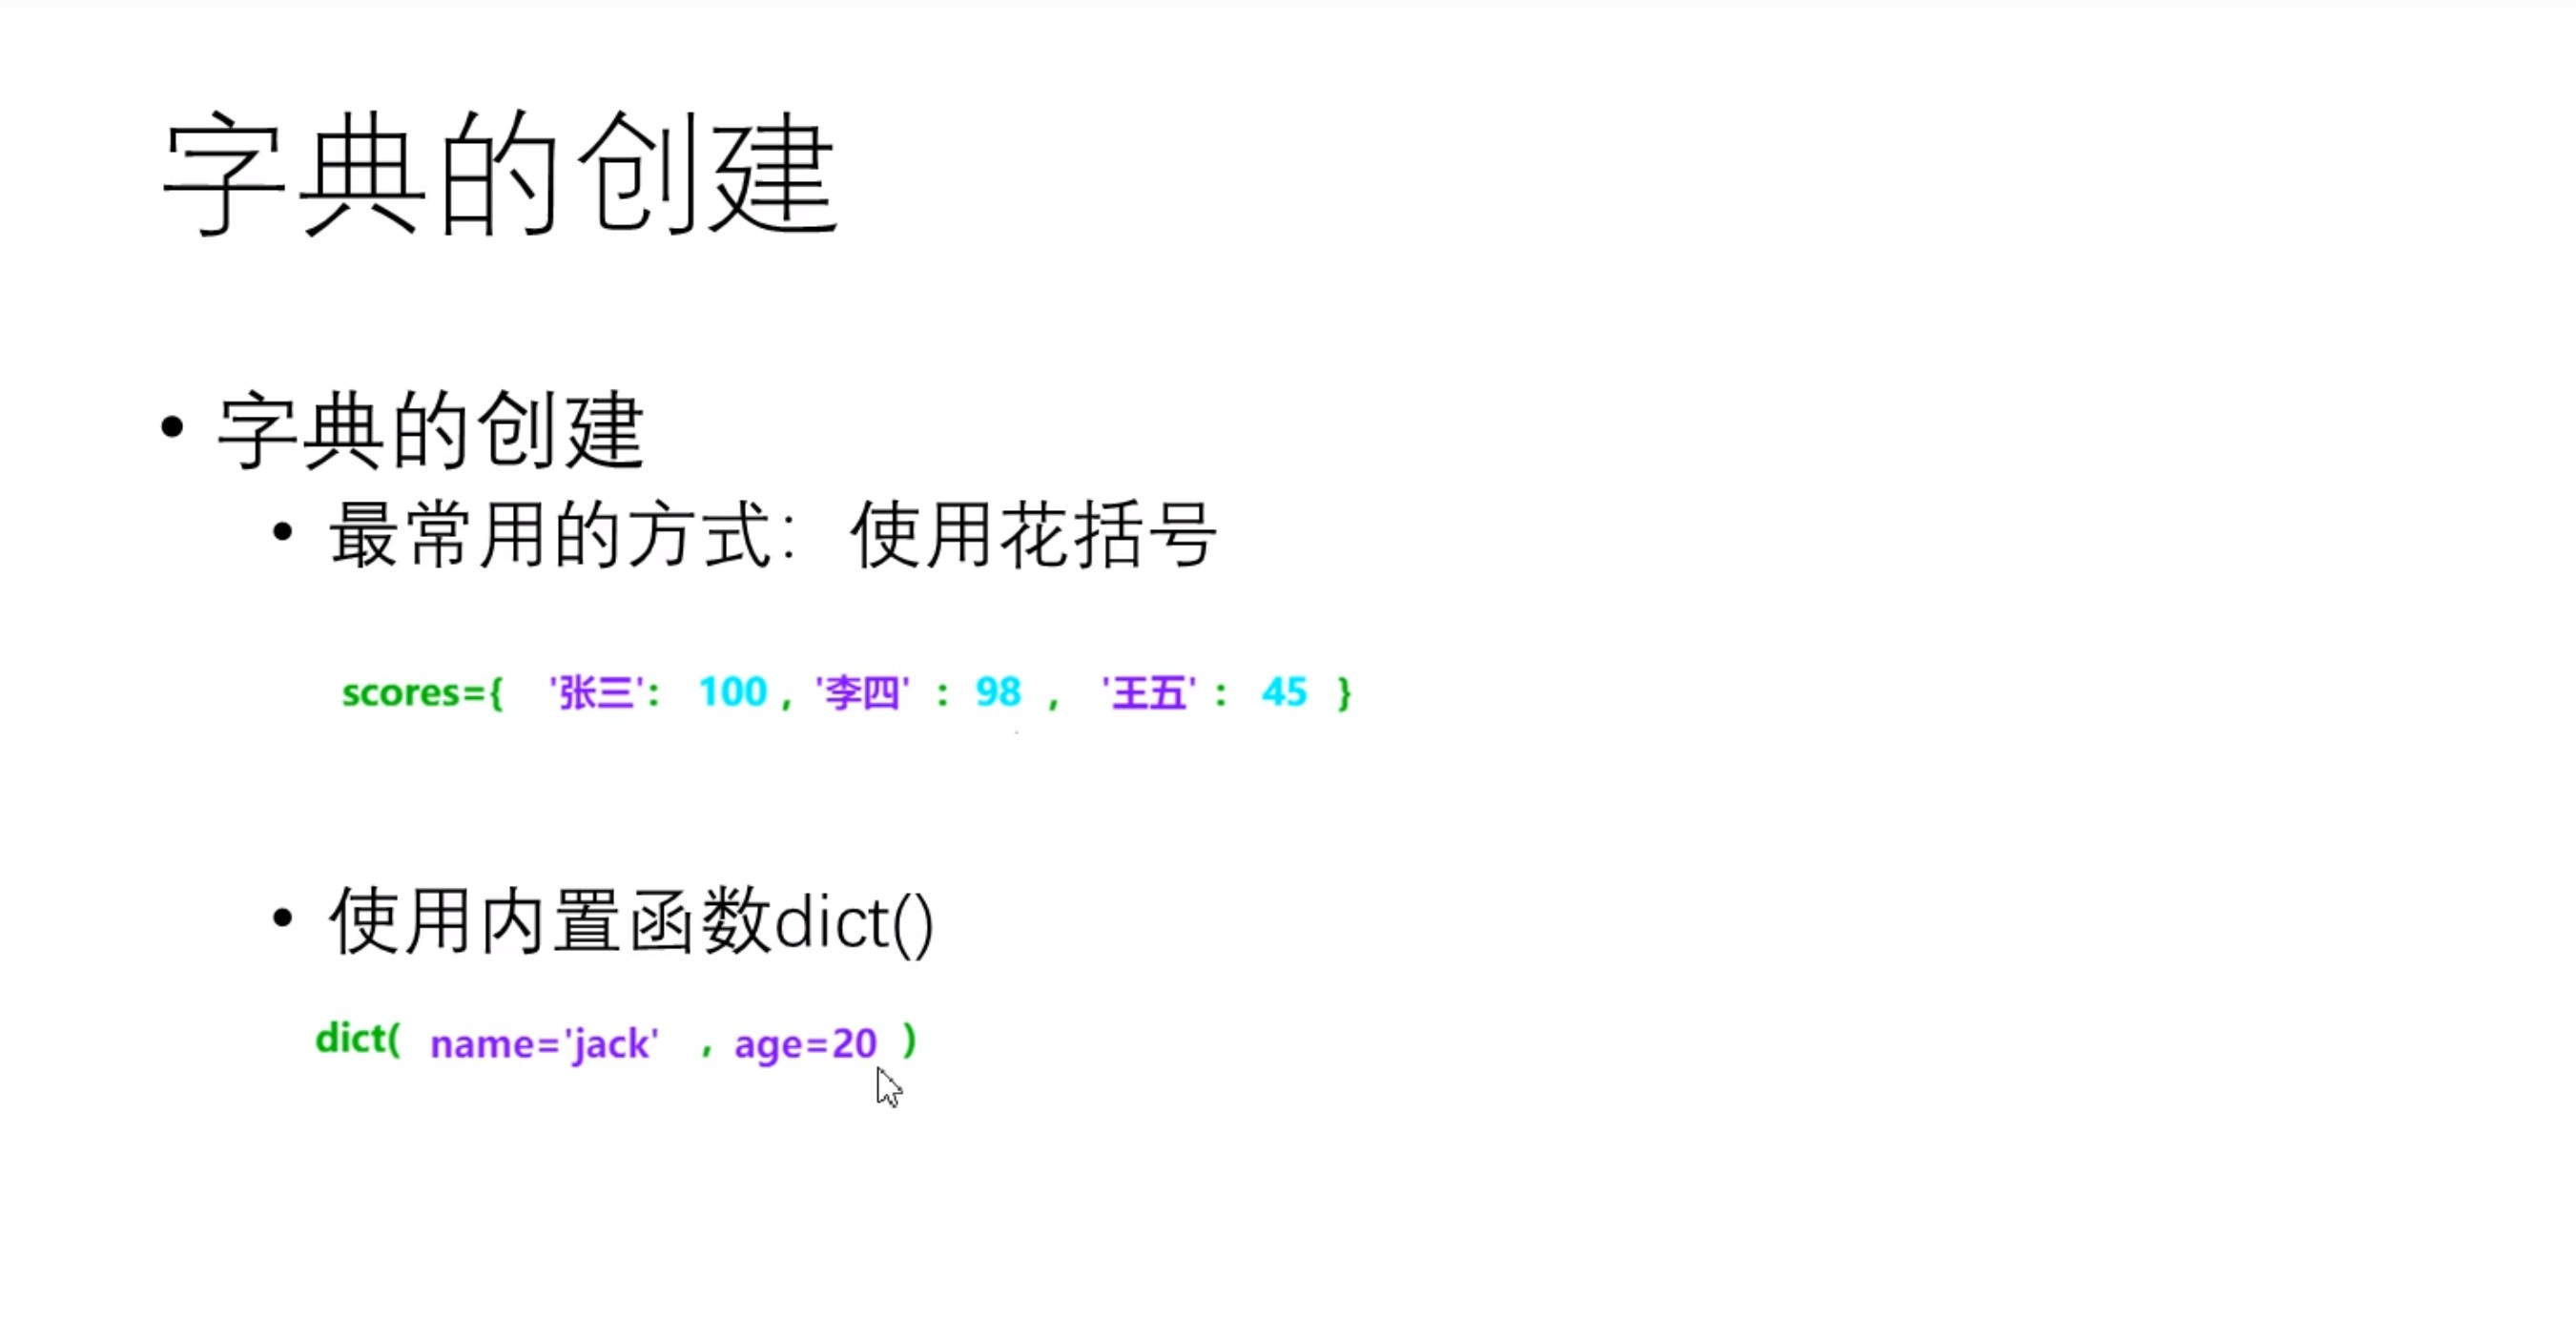 字典的创建
• 字典的创建
• 最常用的方式：使用花括号
scores={ '张三': 100 , '李四' : 98 , '王五' : 45 }
• 使用内置函数dict()
dict( name='jack' , age=20 )